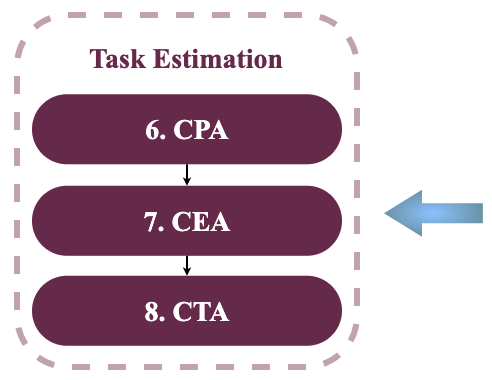 Task Estimation
6. CPA
7. CEA
8. CTA